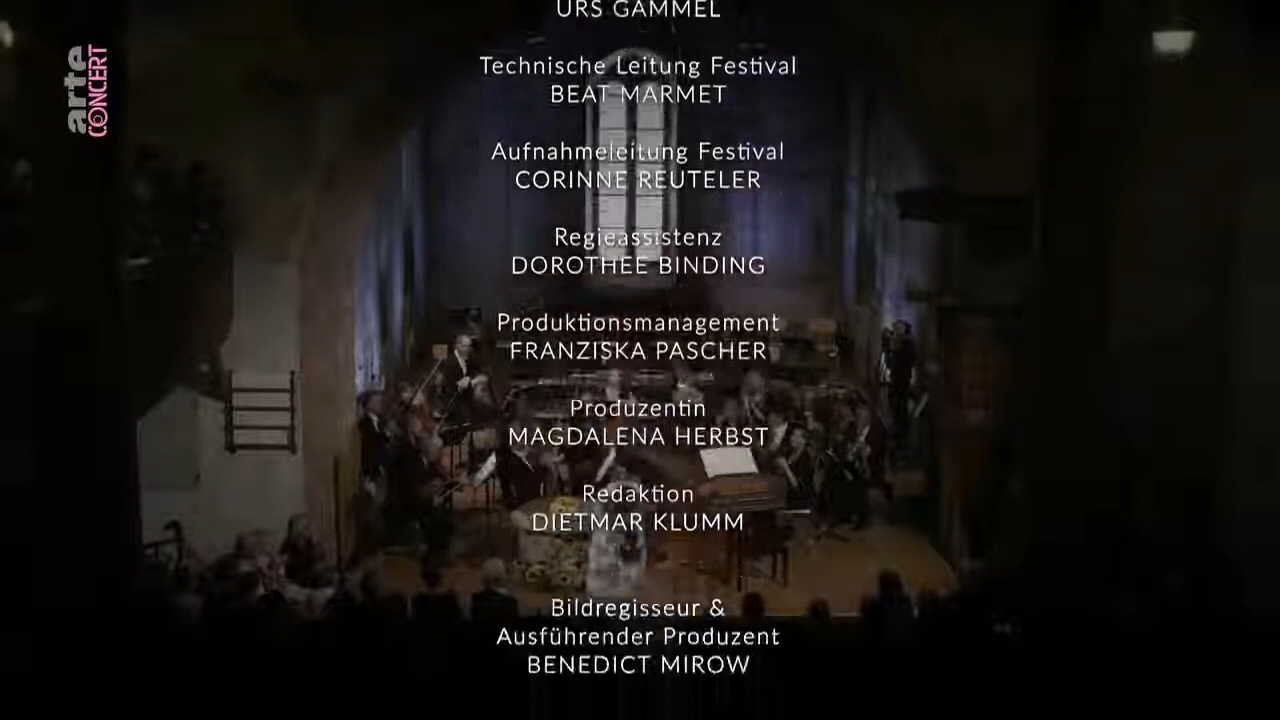 arte
CONCERT
URS GAMMEL
Technische Leitung Festival
BEAT MARMET
Aufnahmeleitung Festival
CORINNE REUTELER
Regieassistenz
DOROTHEE BINDING
Produktionsmanagement
FRANZISKA PASCHER
Produzentin
MAGDALENA HERBST
Redaktion
DIETMAR KLUMM
Bildregisseur &
Ausführender Produzent
BENEDICT MIROW